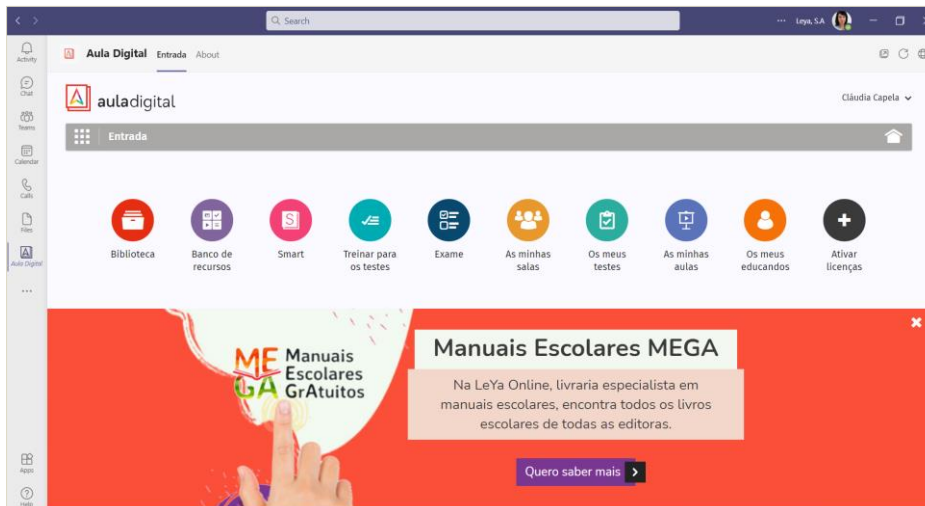 Search
Leya, S.A
Activity
Chat
Teams
Calendar
Calls
Files
Aula Digital
Apps
Help
Aula Digital Entrada About
auladigital
Cláudia Capela
Entrada
Biblioteca
Banco de
recursos
Smart
Treinar para
os testes
Exame
As minhas
salas
Os meus
testes
As minhas
aulas
Os meus
educandos
Ativar
licenças
MEGA
Manuais
Escolares
GrAtuitos
Manuais Escolares MEGA
Na LeYa Online, livraria especialista em
manuais escolares, encontra todos os livros
escolares de todas as editoras.
Quero saber mais